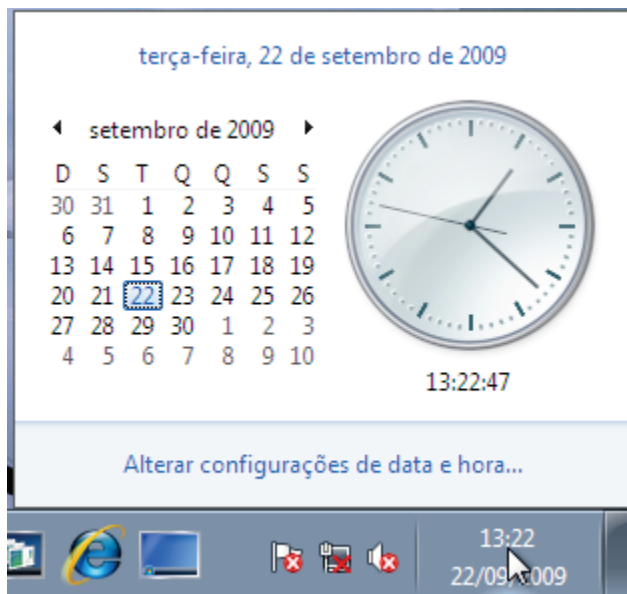 terça-feira, 22 de setembro de 2009
setembro de 2009
D S T Q Q S S
30 31 1 2 3 4 5
6 7 8 9 10 11 12
13 14 15 16 17 18 19
20 21 22 23 24 25 26
27 28 29 30 1 2 3
4 5 6 7 8 9 10
13:22:47
Alterar configurações de data e hora...
13:22
22/09/2009